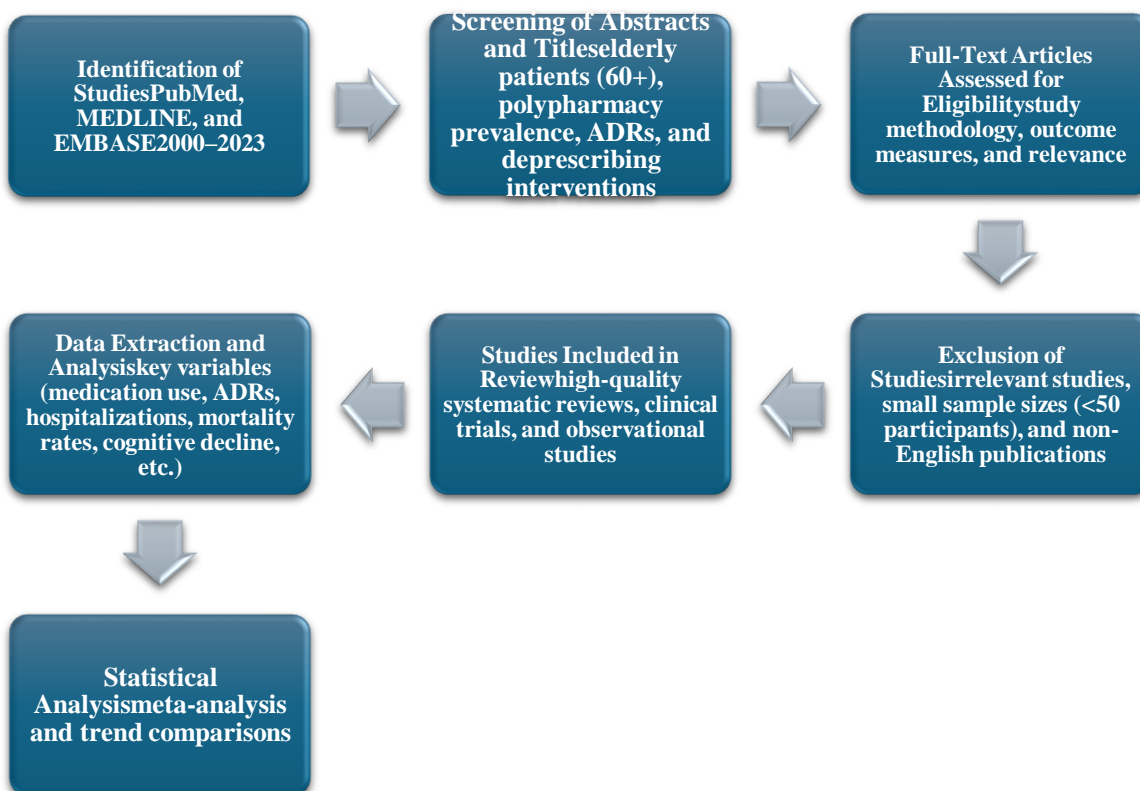 Identification of
StudiesPubMed,
MEDLINE, and
EMBASE2000–2023
Screening of Abstracts
and Titleselderly
patients (60+),
polypharmacy
prevalence, ADRs, and
deprescribing
interventions
Full-Text Articles
Assessed for
Eligibilitystudy
methodology, outcome
measures, and relevance
Exclusion of
Studiesirrelevant studies,
small sample sizes (<50
participants), and non-
English publications
Studies Included in
Reviewhigh-quality
systematic reviews, clinical
trials, and observational
studies
Data Extraction and
Analysiskey variables
(medication use, ADRs,
hospitalizations, mortality
rates, cognitive decline,
etc.)
Statistical
Analysismeta-analysis
and trend comparisons